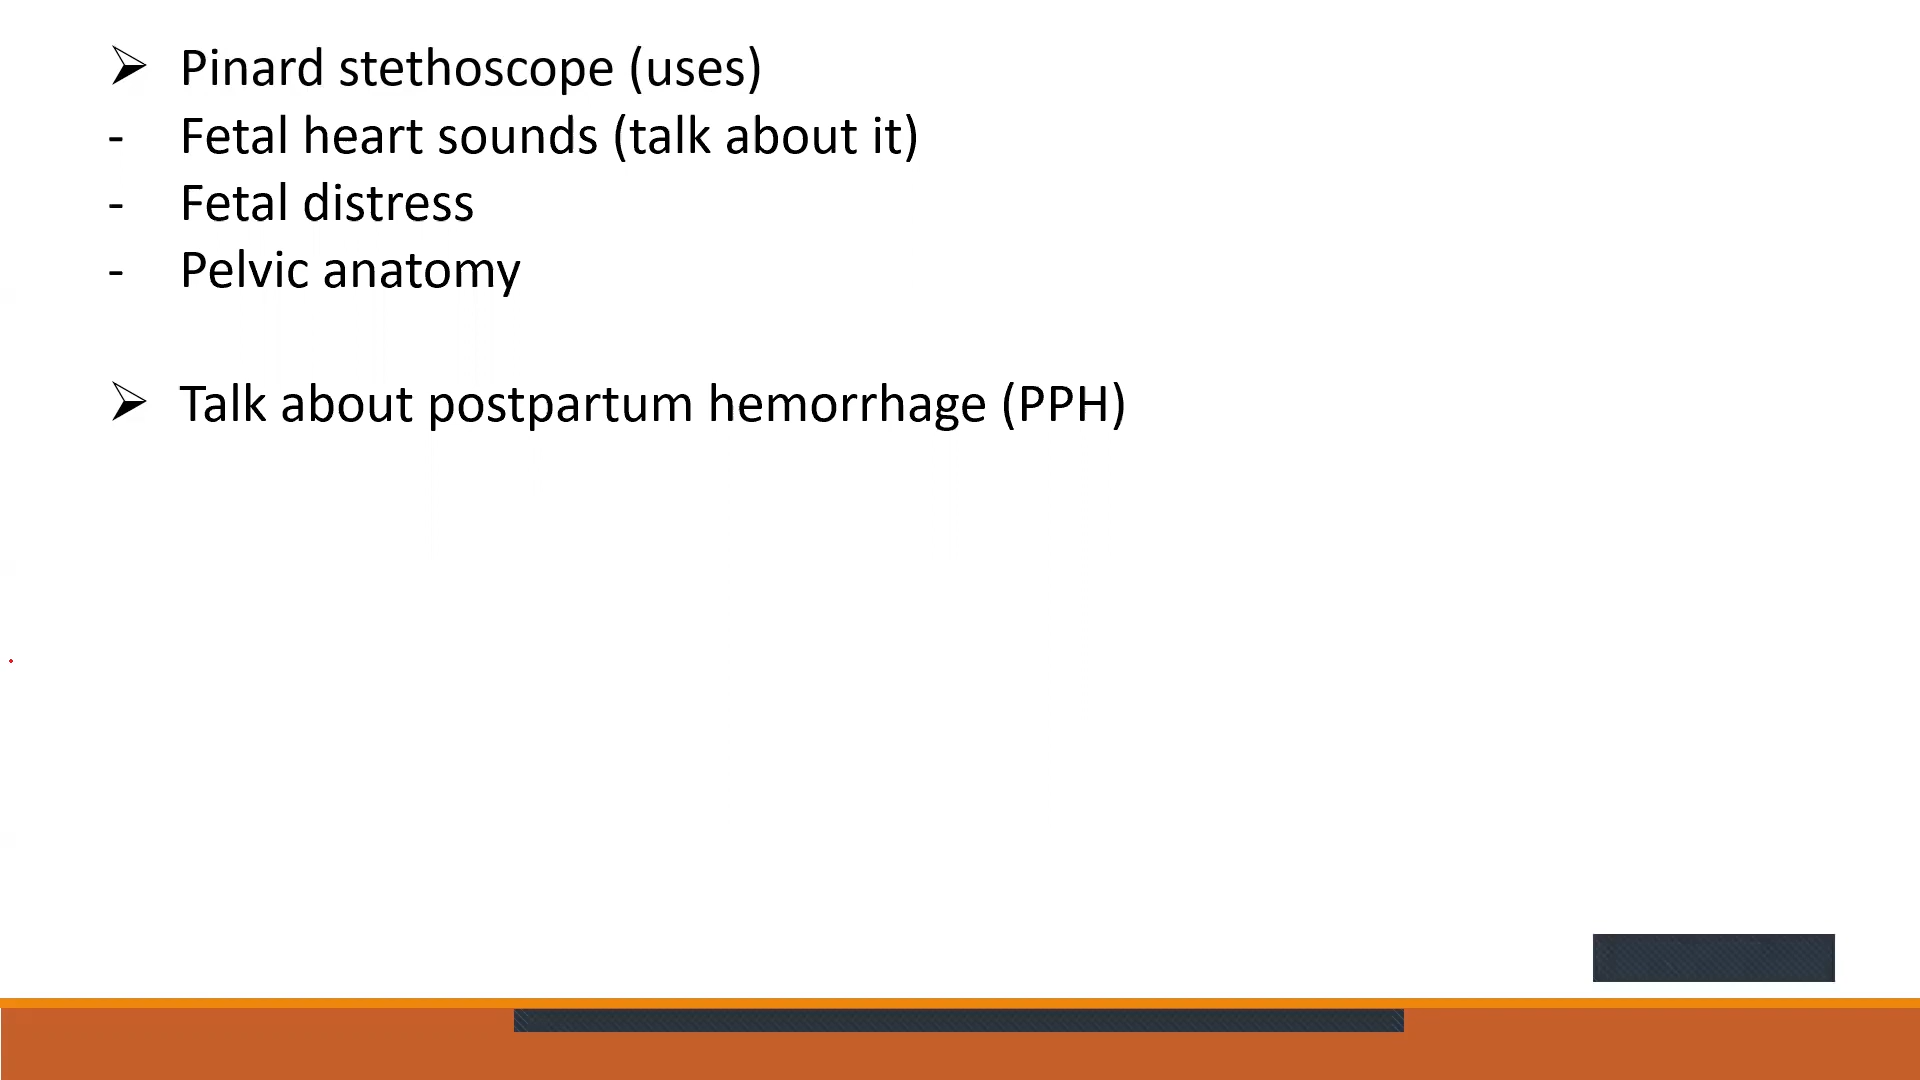 ➢ Pinard stethoscope (uses)
- Fetal heart sounds (talk about it)
- Fetal distress
- Pelvic anatomy
➢ Talk about postpartum hemorrhage (PPH)